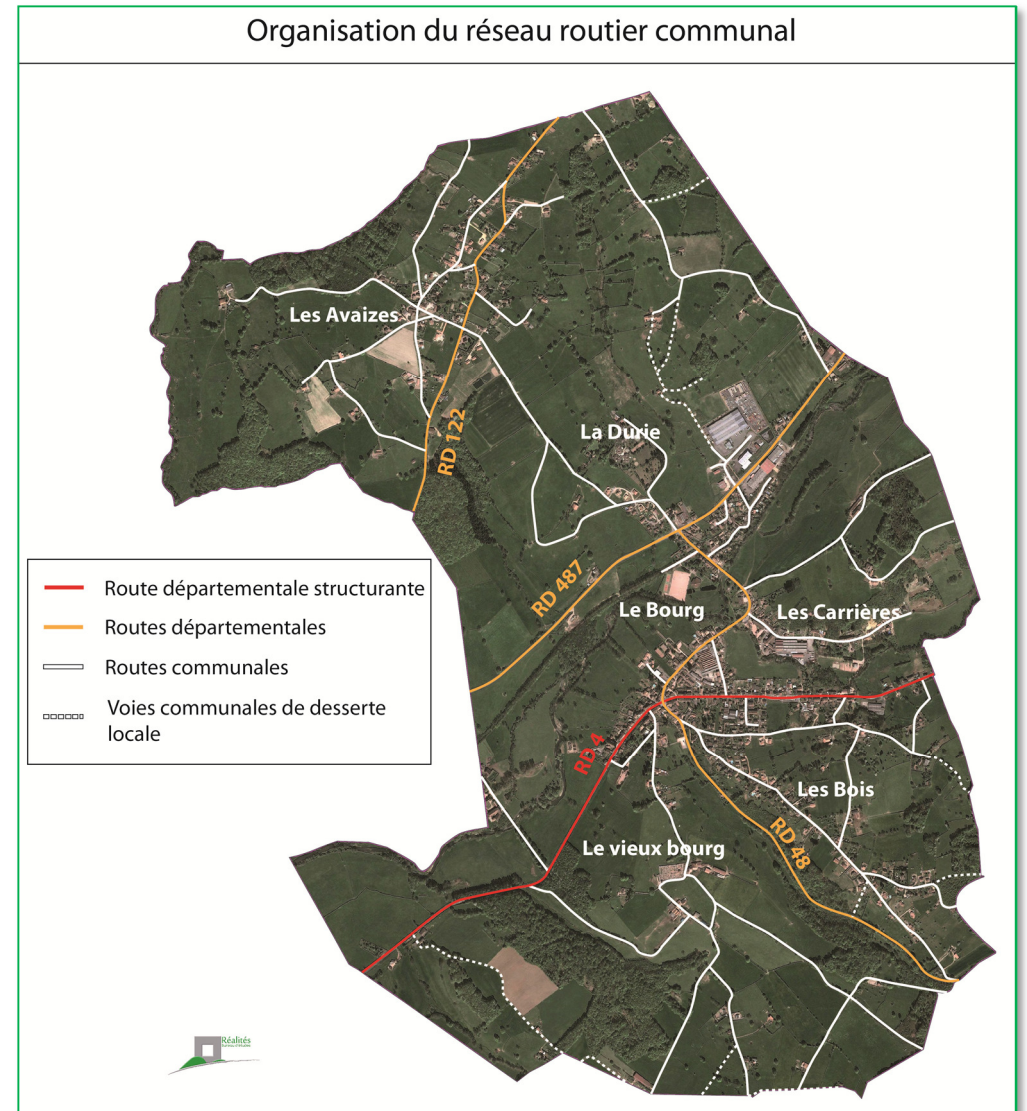 Organisation du réseau routier communal
Les Avaizes
RD 122
La Durie
RD 487
Le Bourg
Les Carrières
RD 4
Les Bois
RD 48
Le vieux bourg
Route départementale structurante
Routes départementales
Routes communales
Voies communales de desserte
locale
Réalités